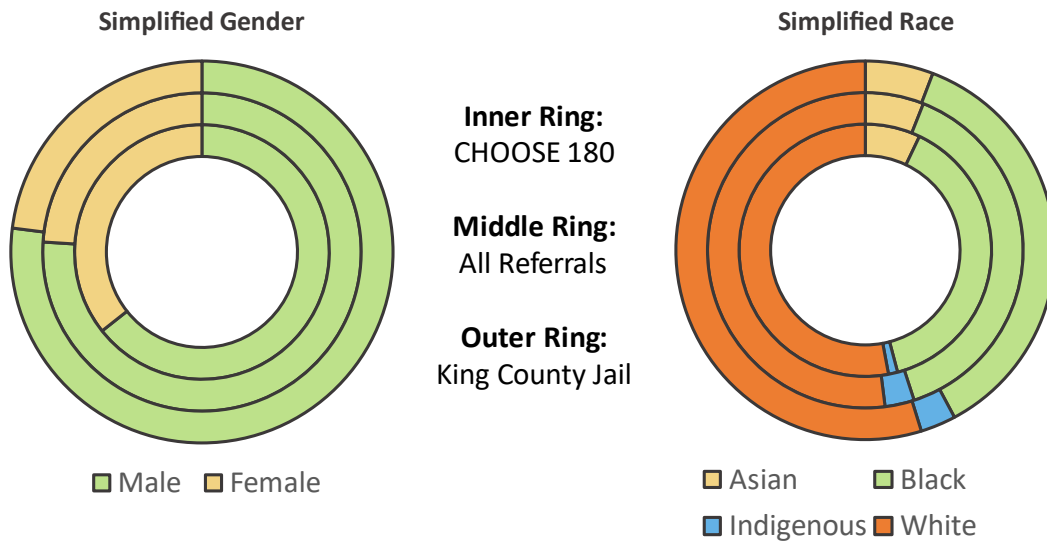 Simplified Gender
Simplified Race
Inner Ring:
CHOOSE 180
Middle Ring:
All Referrals
Outer Ring:
King County Jail
Male Female
Asian Black
Indigenous White